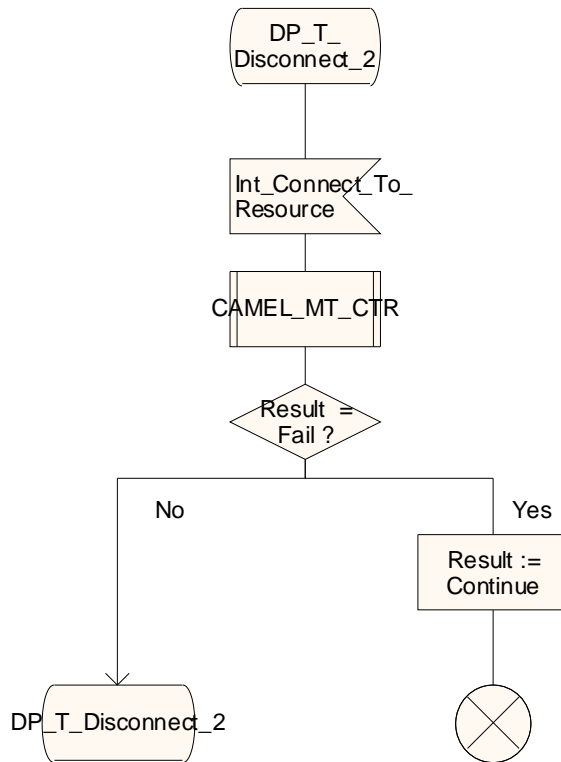 DP_T_
Disconnect_2
Int_Connect_To_
Resource
CAMEL_MT_CTR
Result =
Fail ?
No
Yes
Result :=
Continue
DP_T_Disconnect_2